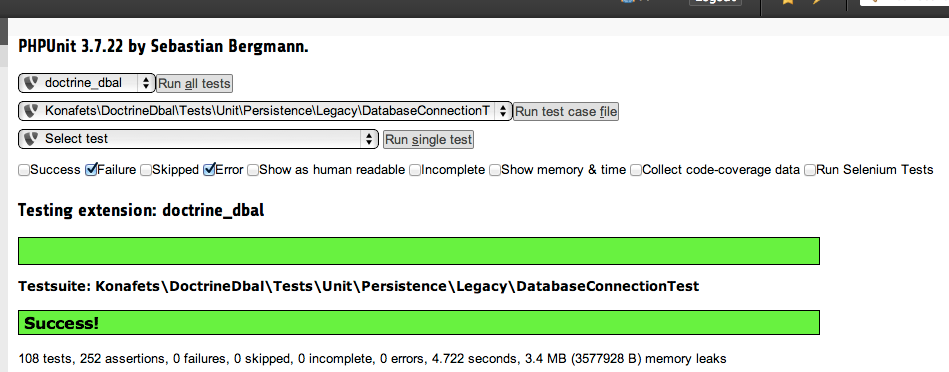 Logout
PHPUnit 3.7.22 by Sebastian Bergmann.
doctrine_dbal Run all tests
Konafets\DoctrineDbal\Tests\Unit\Persistence\Legacy\DatabaseConnectionT Run test case file
Select test Run single test
Success Failure Skipped Error Show as human readable Incomplete Show memory & time Collect code-coverage data Run Selenium Tests
Testing extension: doctrine_dbal
Testsuite: Konafets\DoctrineDbal\Tests\Unit\Persistence\Legacy\DatabaseConnectionTest
Success!
108 tests, 252 assertions, 0 failures, 0 skipped, 0 incomplete, 0 errors, 4.722 seconds, 3.4 MB (3577928 B) memory leaks